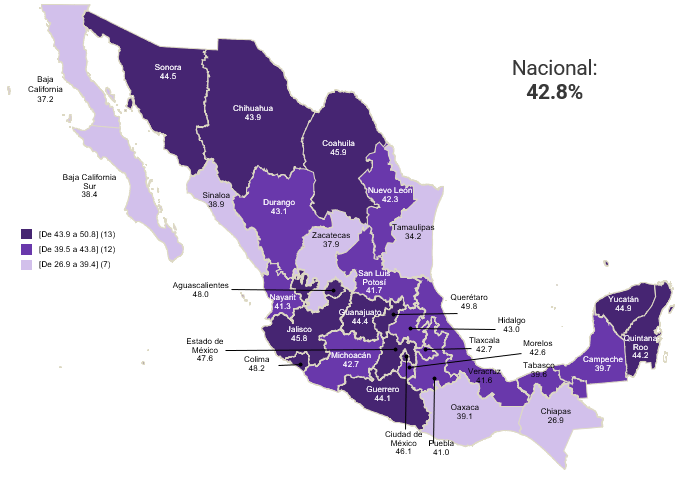 Nacional:
42.8%
Sonora
44.5
Baja
California
37.2
Chihuahua
43.9
Coahuila
45.9
Baja California
Sur
38.4
Sinaloa
38.9
Durango
43.1
Nuevo León
42.3
Tamaulipas
34.2
Zacatecas
37.9
[De 43.9 a 50.8] (13)
[De 39.5 a 43.8] (12)
[De 26.9 a 39.4] (7)
San Luis
Potosí
41.7
Aguascalientes
48.0
Nayarit
41.3
Guanajuato
44.4
Querétaro
49.8
Hidalgo
43.0
Yucatán
44.9
Jalisco
45.8
Quintana
Roo
44.2
Estado de
México
47.6
Tlaxcala
42.7
Morelos
42.6
Colima
48.2
Michoacán
42.7
Veracruz
41.6
Tabasco
39.6
Campeche
39.7
Guerrero
44.1
Oaxaca
39.1
Chiapas
26.9
Ciudad de
México
46.1
Puebla
41.0